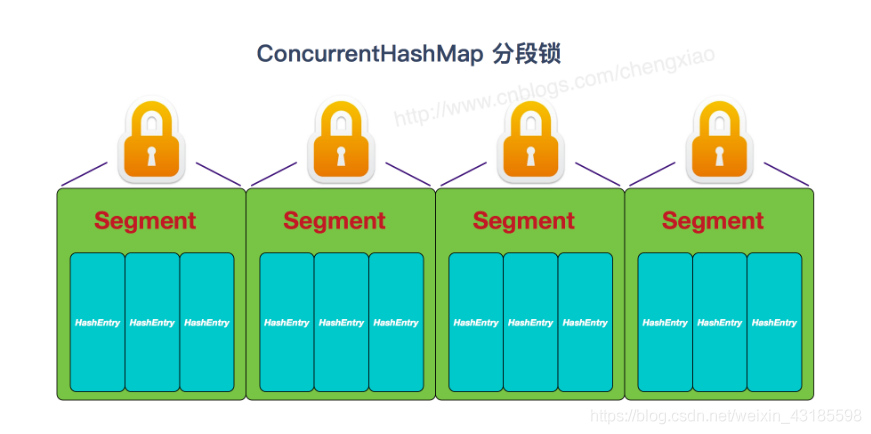 ConcurrentHashMap 分段锁
http://www.cnblogs.com/chengxiao
Segment Segment Segment Segment
HashEntry HashEntry HashEntry HashEntry HashEntry HashEntry HashEntry HashEntry HashEntry HashEntry HashEntry HashEntry
https://blog.csdn.net/weixin_43185598